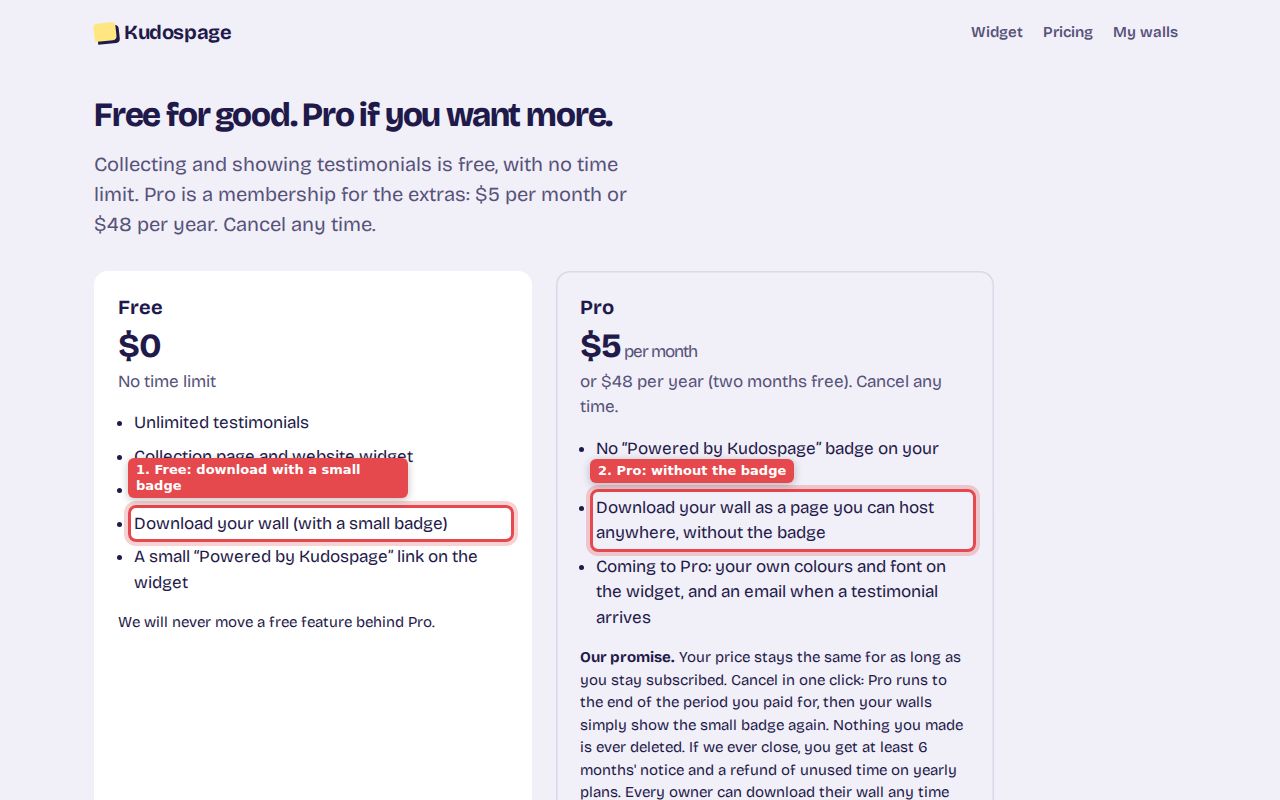 Kudospage
Widget Pricing My walls
Free for good. Pro if you want more.
Collecting and showing testimonials is free, with no time
limit. Pro is a membership for the extras: $5 per month or
$48 per year. Cancel any time.
Free
$0
No time limit
Unlimited testimonials
Collection page and website widget
1. Free: download with a small
badge
Download your wall (with a small badge)
A small “Powered by Kudospage” link on the
widget
We will never move a free feature behind Pro.
Pro
$5 per month
or $48 per year (two months free). Cancel any
time.
No “Powered by Kudospage” badge on your
2. Pro: without the badge
Download your wall as a page you can host
anywhere, without the badge
Coming to Pro: your own colours and font on
the widget, and an email when a testimonial
arrives
Our promise. Your price stays the same for as long as
you stay subscribed. Cancel in one click: Pro runs to
the end of the period you paid for, then your walls
simply show the small badge again. Nothing you made
is ever deleted. If we ever close, you get at least 6
months' notice and a refund of unused time on yearly
plans. Every owner can download their wall any time